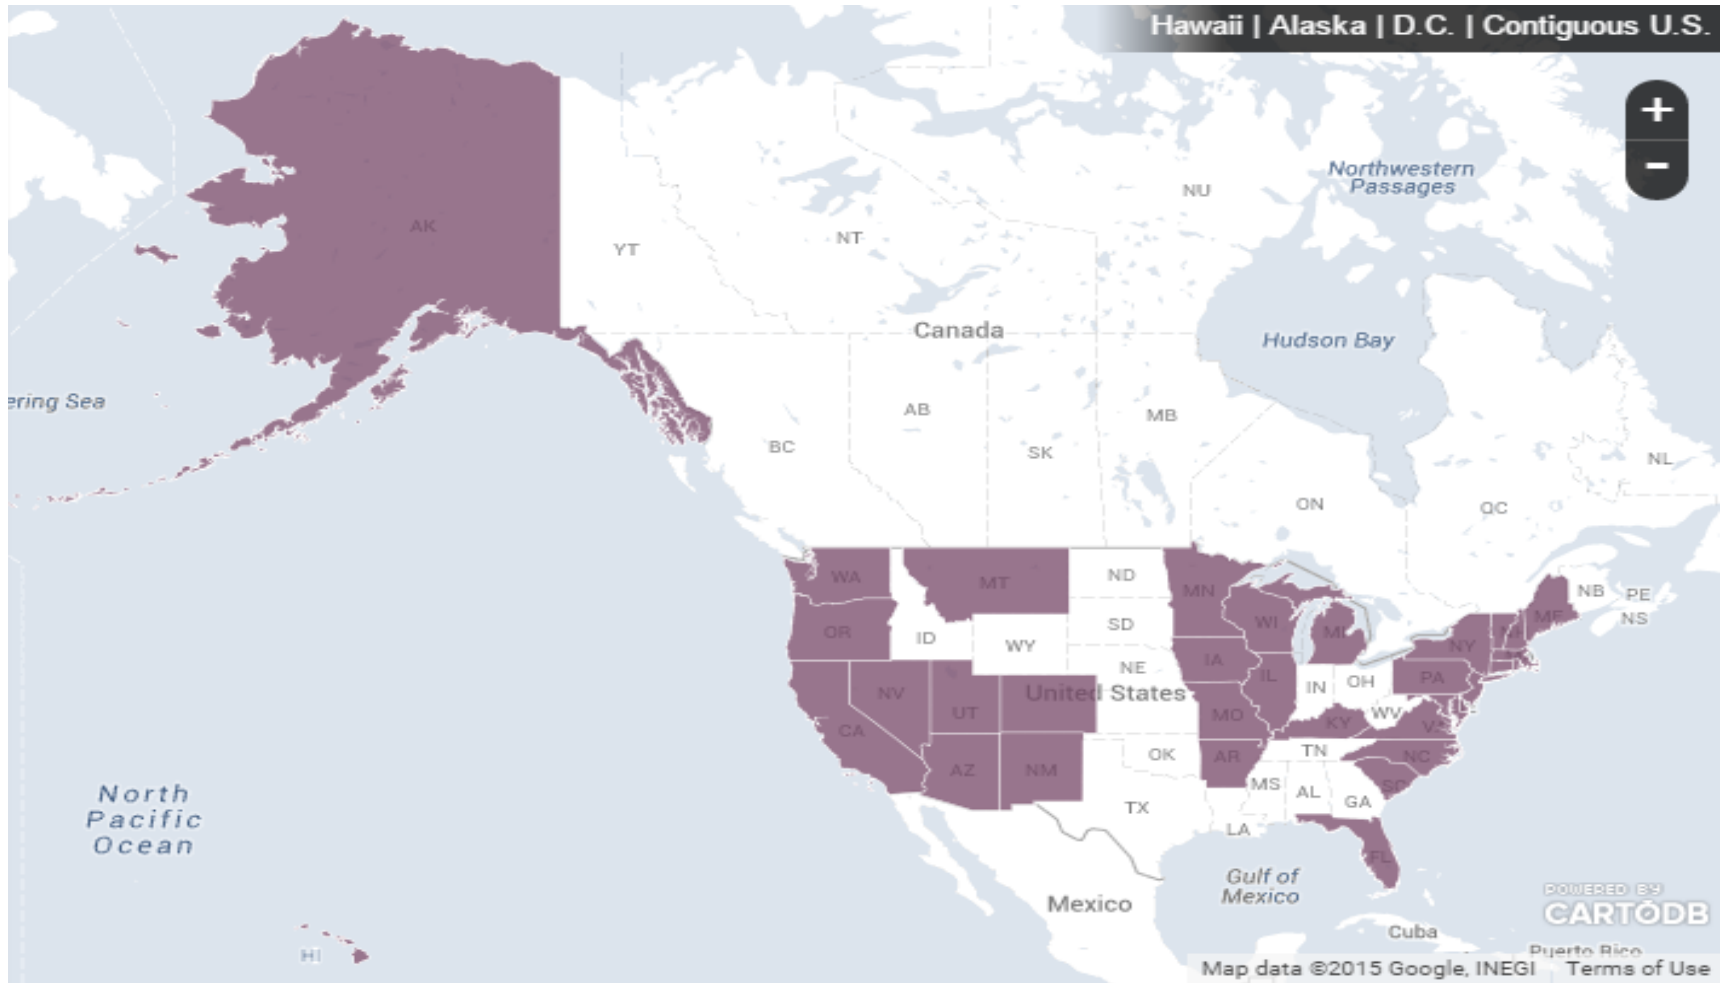 Hawaii | Alaska | D.C. | Contiguous U.S.
+
-
Northwestern
Passages
NU
AK
YT
NT
Canada
Hudson Bay
ering Sea
AB
MB
BC
SK
NL
ON
QC
WA
MT
ND
MN
NB
PE
NS
ME
OR
ID
WY
SD
WI
MI
NY
NH
IA
NE
United States
NV
UT
IL
IN
OH
PA
CA
MO
KY
WV
VA
AZ
NM
OK
AR
TN
NC
SC
TX
MS
AL
GA
LA
FL
North
Pacific
Ocean
Gulf of
Mexico
Mexico
POWERED BY
CARTODB
Cuba
Puerto Rico
HI
Map data ©2015 Google, INEGI Terms of Use